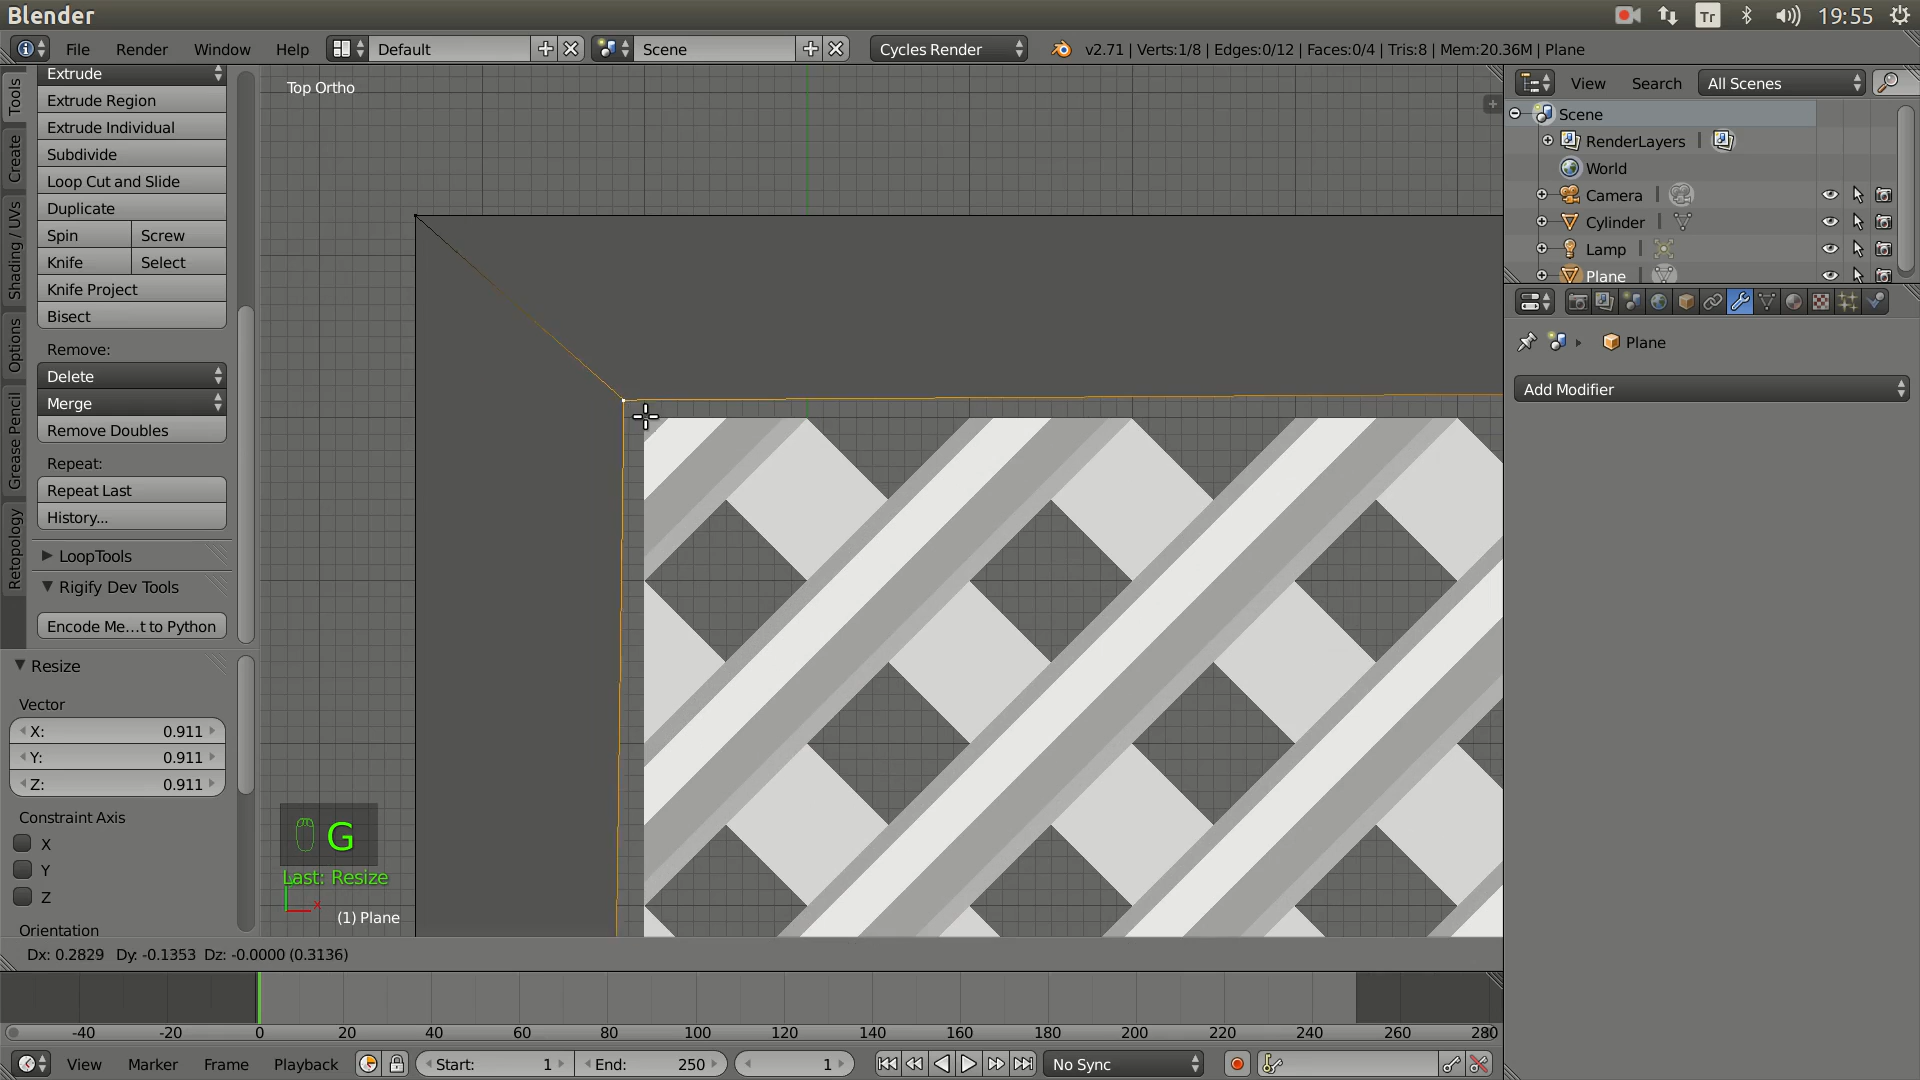 Blender
Tr
19:55
File
Render
Window
Help
Default
Scene
Cycles Render
v2.71 | Verts:1/8 | Edges:0/12 | Faces:0/4 | Tris:8 | Mem:20.36M | Plane
Tools
Create
Shading / UVs
Options
Grease Pencil
Retopology
Extrude
Extrude Region
Extrude Individual
Subdivide
Loop Cut and Slide
Duplicate
Spin
Screw
Knife
Select
Knife Project
Bisect
Remove:
Delete
Merge
Remove Doubles
Repeat:
Repeat Last
History...
LoopTools
Rigify Dev Tools
Encode Me...t to Python
Resize
Vector
X: 0.911
Y: 0.911
Z: 0.911
Constraint Axis
X
Y
Z
Orientation
Top Ortho
G
Last: Resize
x
(1) Plane
Dx: 0.2829 Dy: -0.1353 Dz: -0.0000 (0.3136)
View
Search
All Scenes
Scene
RenderLayers
World
Camera
Cylinder
Lamp
Plane
Plane
Add Modifier
-40 -20 0 20 40 60 80 100 120 140 160 180 200 220 240 260 280
View
Marker
Frame
Playback
Start: 1
End: 250
1
No Sync